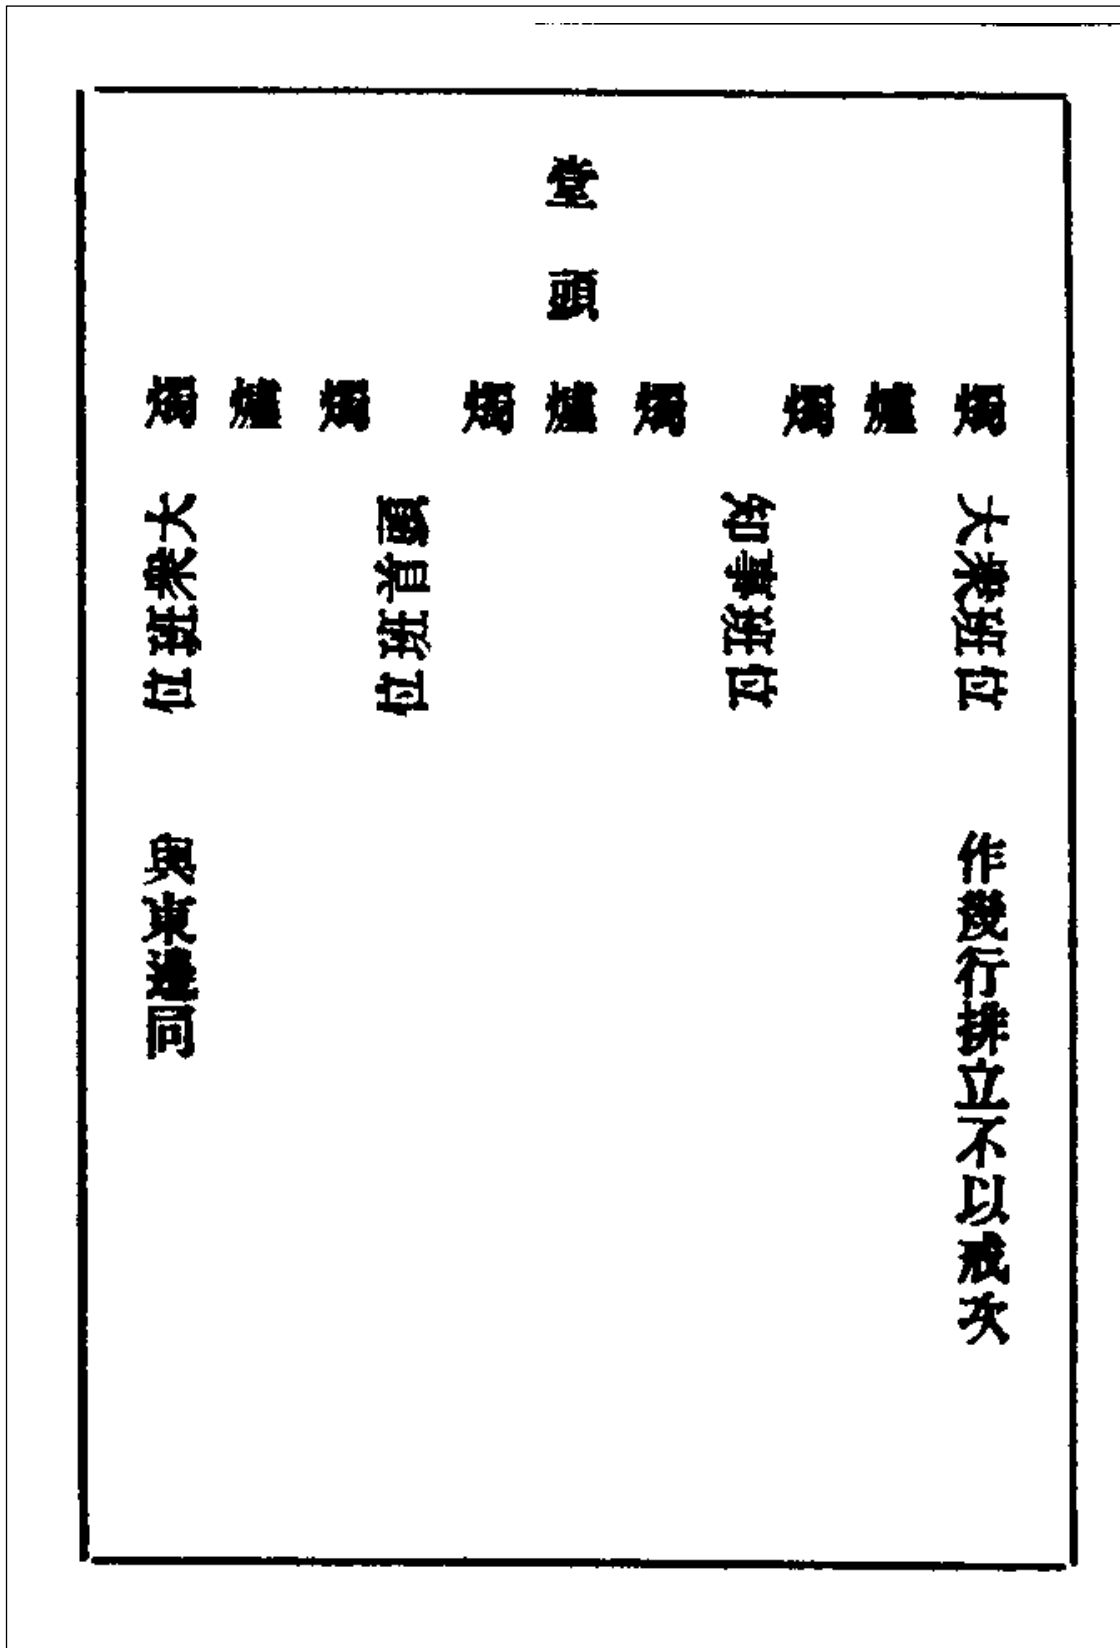 堂頭
燭 爐 燭 燭 爐 燭 燭 爐 燭
大衆班位 作幾行排立不以戒次
知事班位
頭首班位
大衆班位 與東邊同